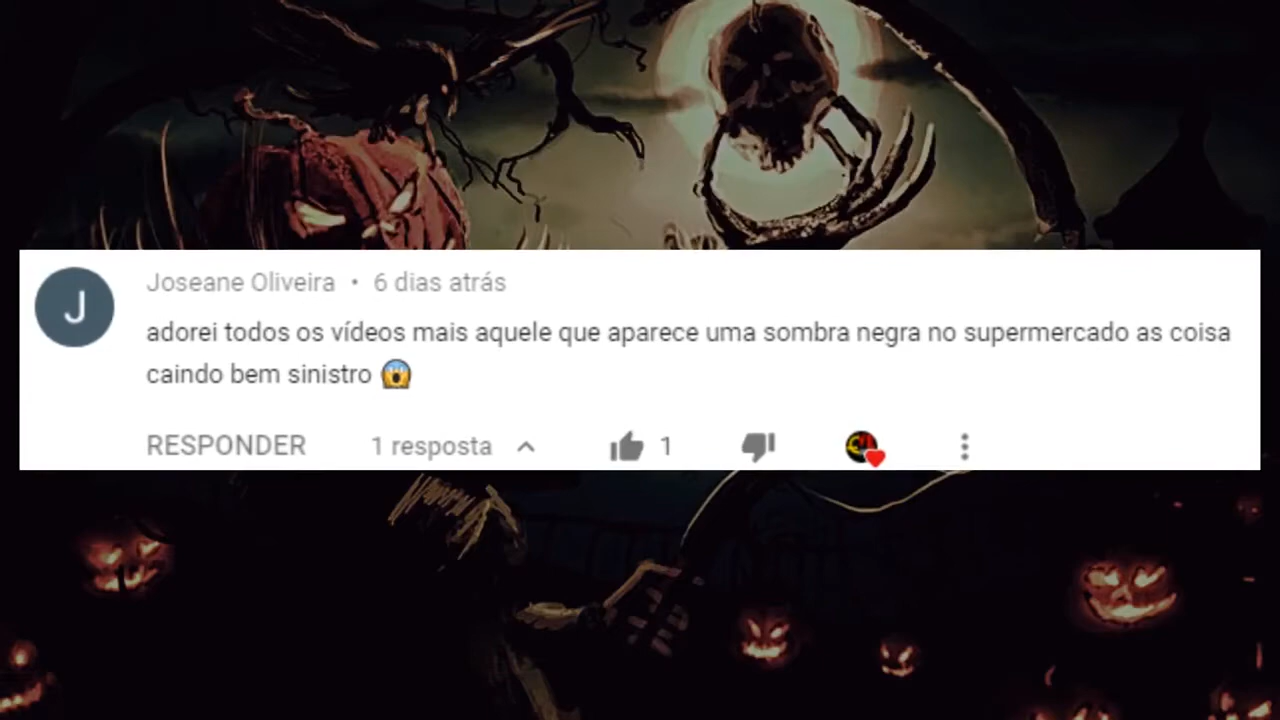 J
Joseane Oliveira • 6 dias atrás
adorei todos os vídeos mais aquele que aparece uma sombra negra no supermercado as coisa
caindo bem sinistro 😱
RESPONDER 1 resposta 1